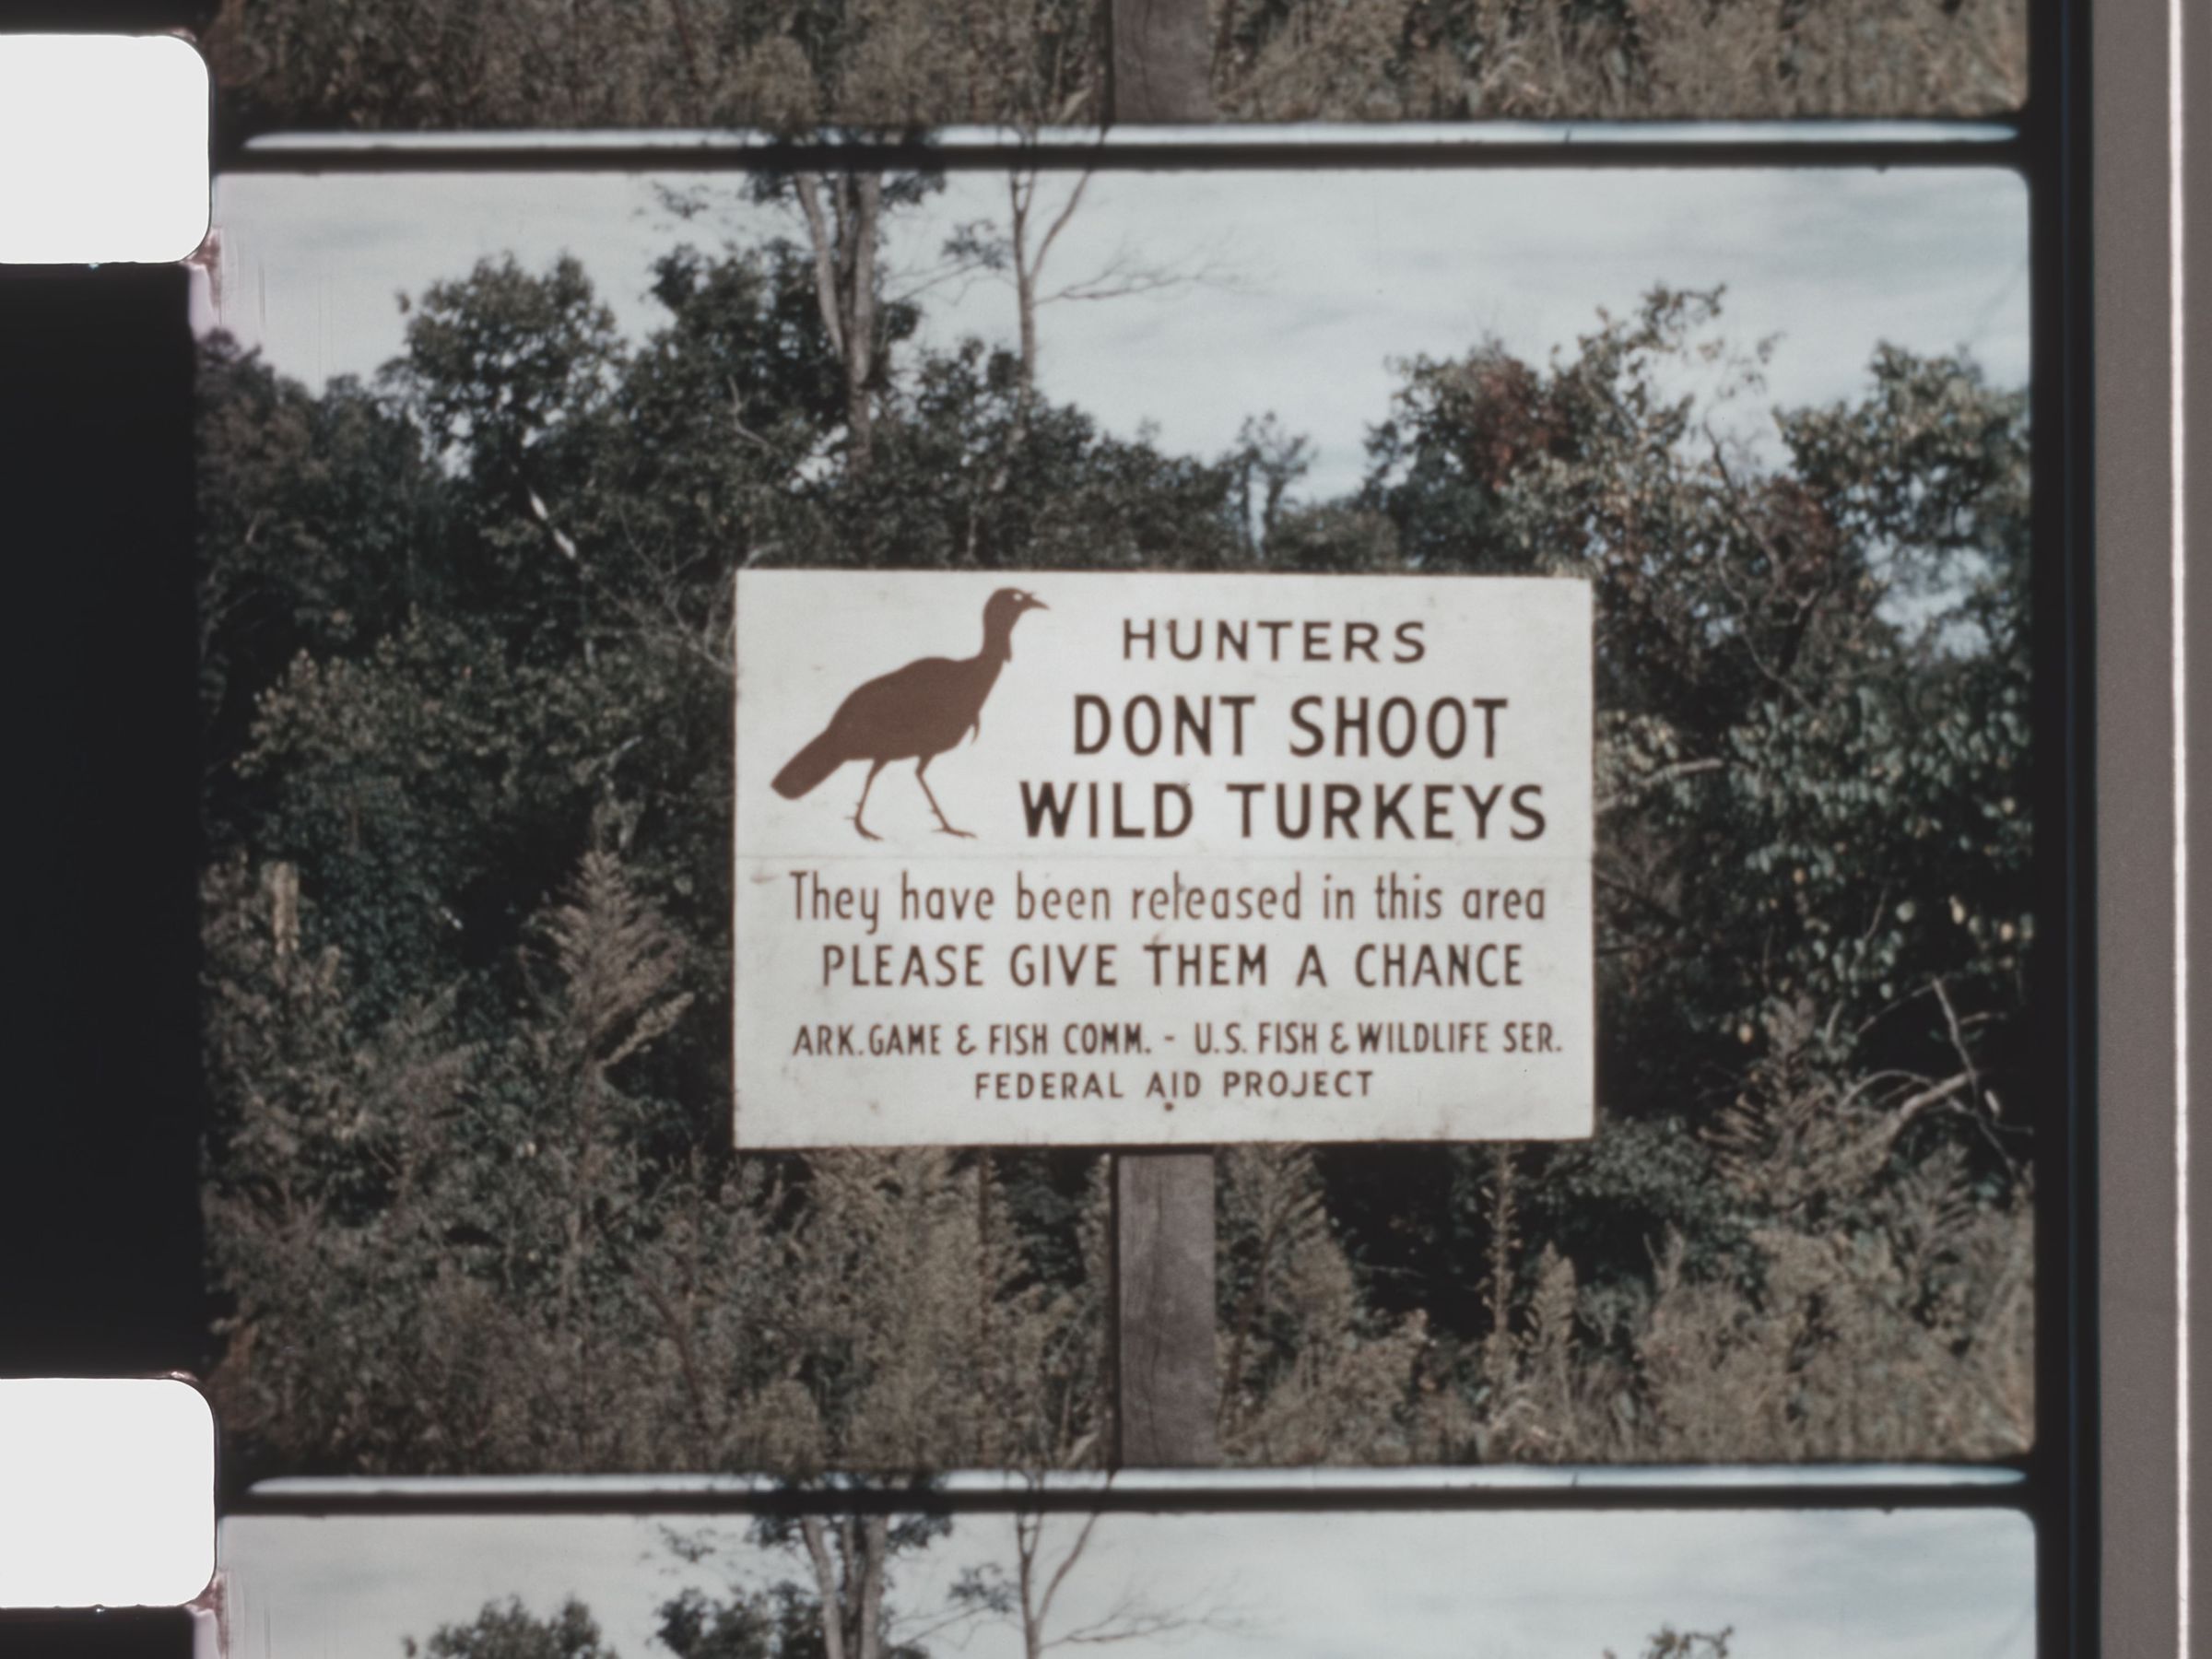 HUNTERS
DONT SHOOT
WILD TURKEYS
They have been released in this area
PLEASE GIVE THEM A CHANCE
ARK. GAME & FISH COMM. - U.S. FISH & WILDLIFE SER.
FEDERAL AID PROJECT